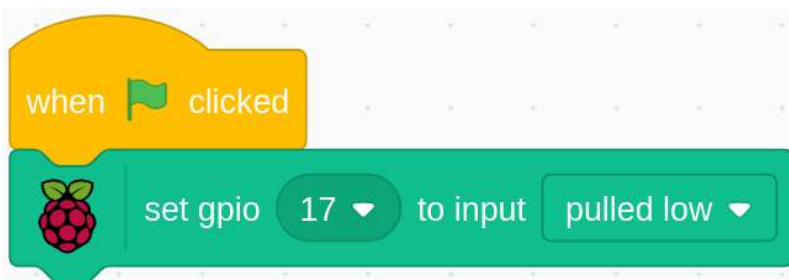 when clicked
set gpio 17 to input pulled low